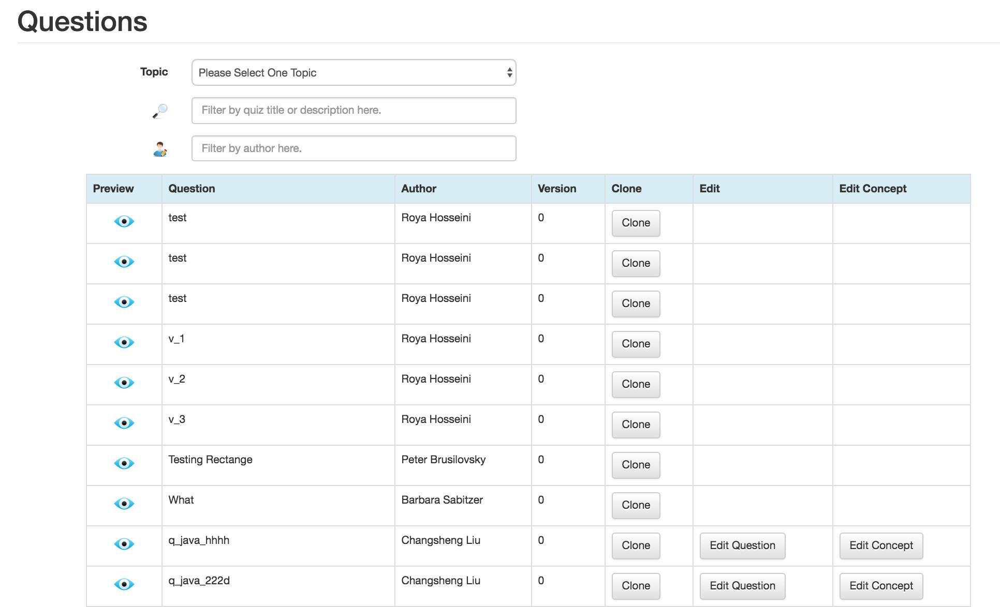 Questions
Topic Please Select One Topic
Filter by quiz title or description here.
Filter by author here.
Preview Question Author Version Clone Edit Edit Concept
test Roya Hosseini 0 Clone
test Roya Hosseini 0 Clone
test Roya Hosseini 0 Clone
v_1 Roya Hosseini 0 Clone
v_2 Roya Hosseini 0 Clone
v_3 Roya Hosseini 0 Clone
Testing Rectange Peter Brusilovsky 0 Clone
What Barbara Sabitzer 0 Clone
q_java_hhhh Changsheng Liu 0 Clone Edit Question Edit Concept
q_java_222d Changsheng Liu 0 Clone Edit Question Edit Concept